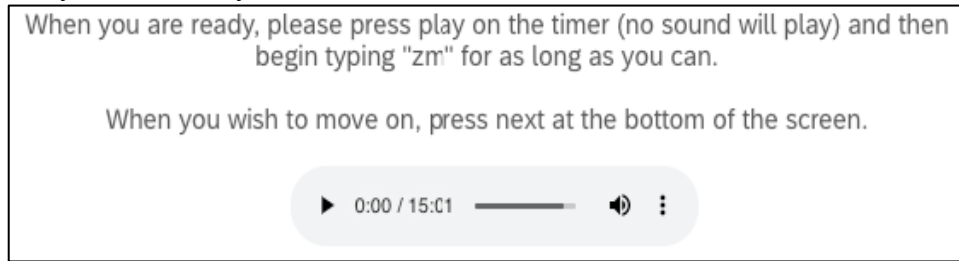 When you are ready, please press play on the timer (no sound will play) and then
begin typing "zm" for as long as you can.
When you wish to move on, press next at the bottom of the screen.
0:00 / 15:01